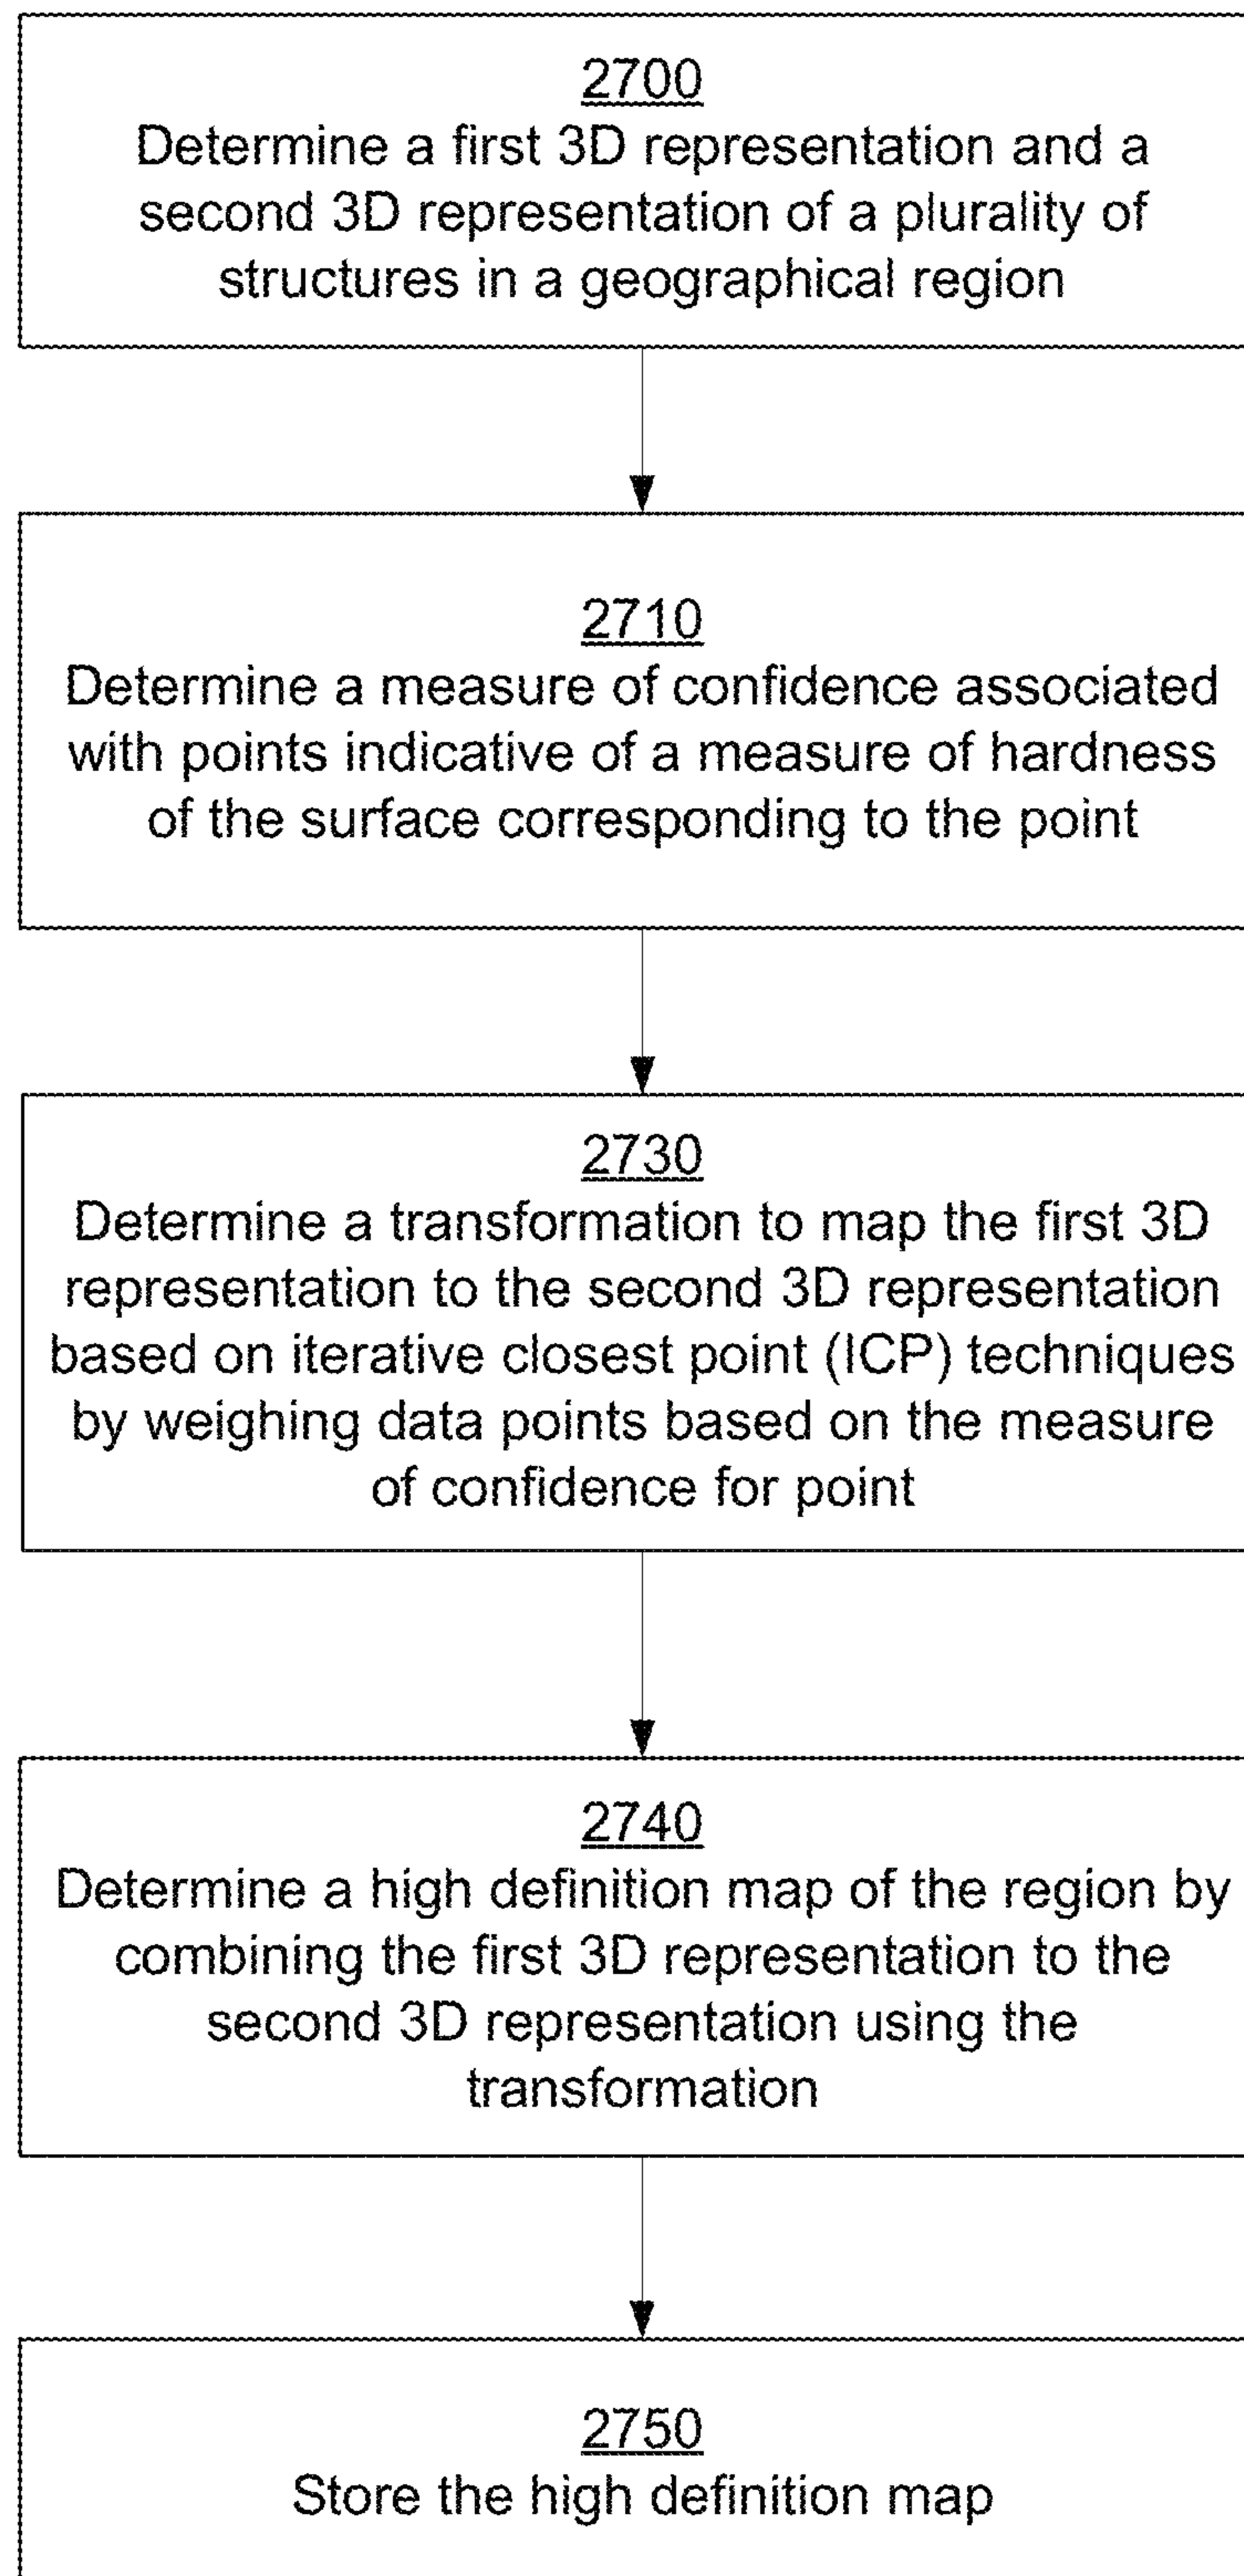 2700
Determine a first 3D representation and a
second 3D representation of a plurality of
structures in a geographical region
2710
Determine a measure of confidence associated
with points indicative of a measure of hardness
of the surface corresponding to the point
2730
Determine a transformation to map the first 3D
representation to the second 3D representation
based on iterative closest point (ICP) techniques
by weighing data points based on the measure
of confidence for point
2740
Determine a high definition map of the region by
combining the first 3D representation to the
second 3D representation using the
transformation
2750
Store the high definition map